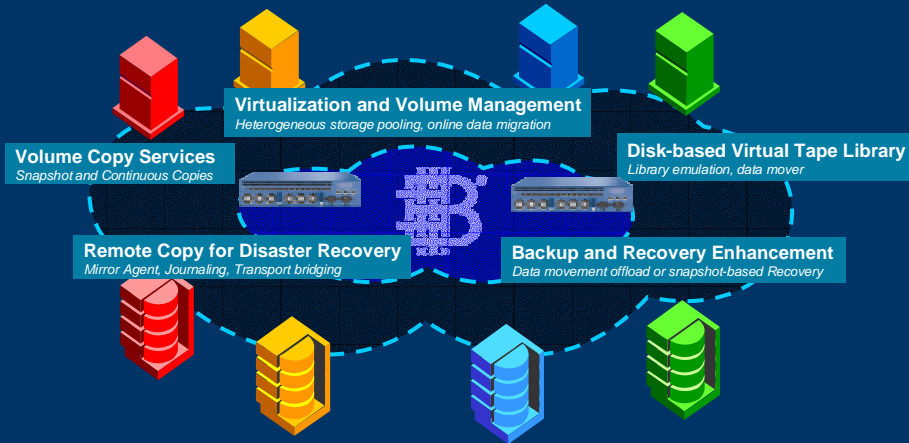 Virtualization and Volume Management
Heterogeneous storage pooling, online data migration
Volume Copy Services
Snapshot and Continuous Copies
Disk-based Virtual Tape Library
Library emulation, data mover
Remote Copy for Disaster Recovery
Mirror Agent, Journaling, Transport bridging
Backup and Recovery Enhancement
Data movement offload or snapshot-based Recovery